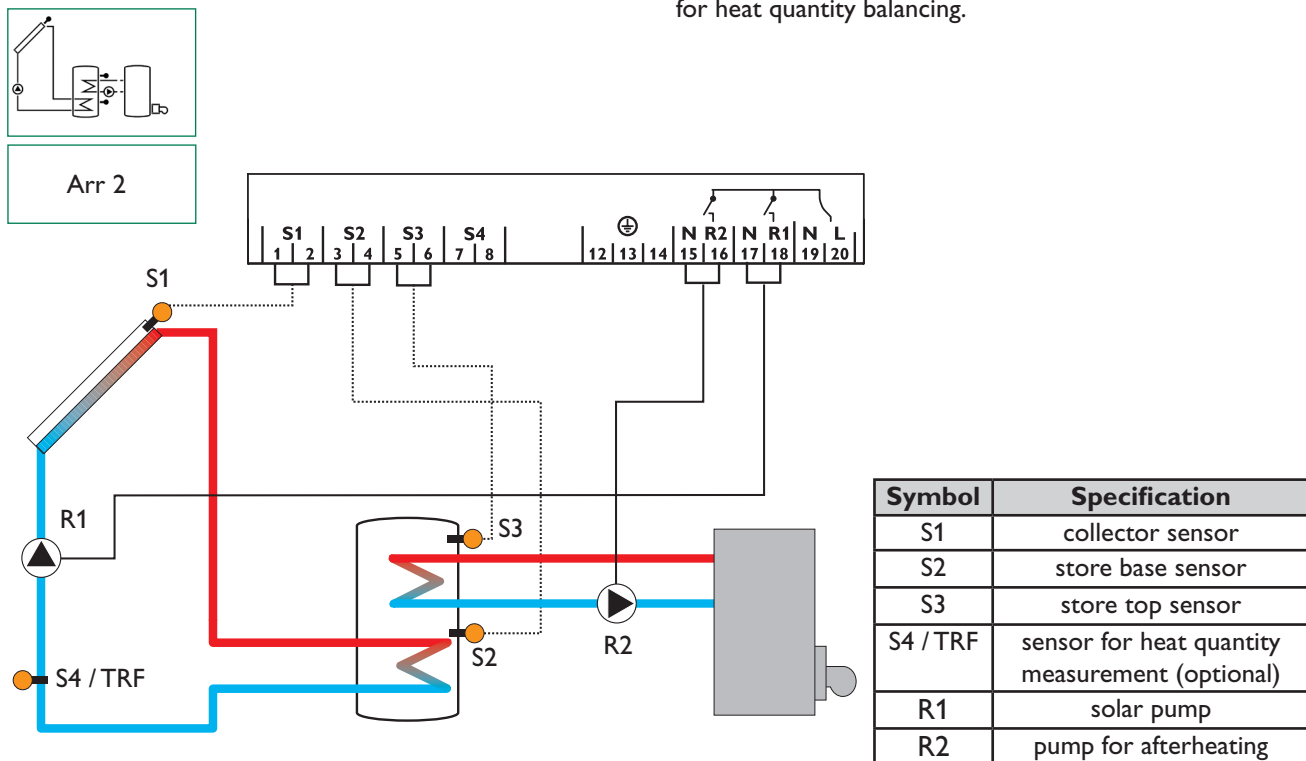 for heat quantity balancing.
Arr 2
S1 S2 S3 S4 N R2 N R1 N L
1 2 3 4 5 6 7 8 12 13 14 15 16 17 18 19 20
S1
R1
S3
S2
R2
S4 / TRF
Symbol Specification
S1 collector sensor
S2 store base sensor
S3 store top sensor
S4 / TRF sensor for heat quantity
measurement (optional)
R1 solar pump
R2 pump for afterheating